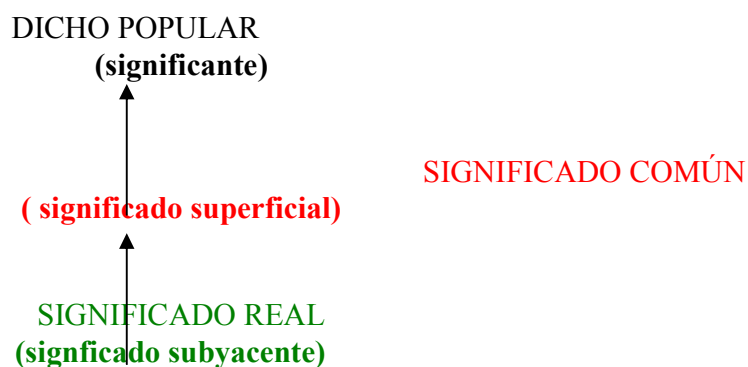 DICHO POPULAR
(significante)
SIGNIFICADO COMÚN
( significado superficial)
SIGNIFICADO REAL
(signficado subyacente)